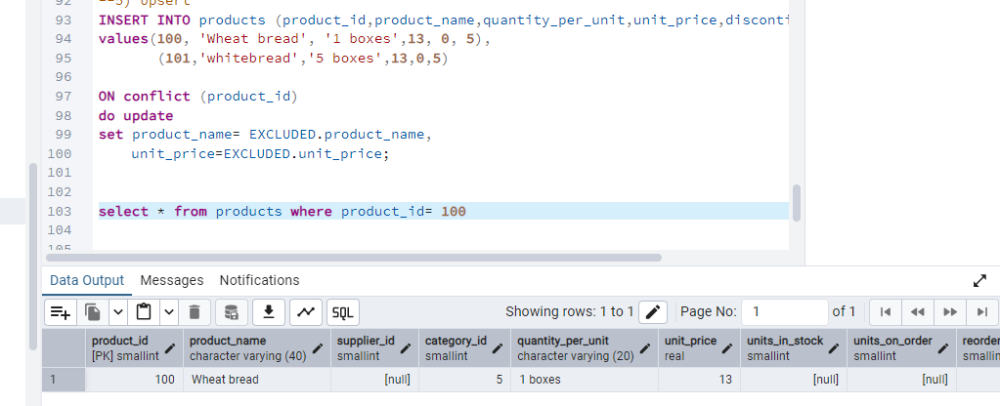 92 --5) Upsert
93 INSERT INTO products (product_id,product_name,quantity_per_unit,unit_price,disconti
94 values(100, 'Wheat bread', '1 boxes',13, 0, 5),
95 (101,'whitebread','5 boxes',13,0,5)
96
97 ON conflict (product_id)
98 do update
99 set product_name= EXCLUDED.product_name,
100 unit_price=EXCLUDED.unit_price;
101
102
103 select * from products where product_id= 100
104
105
Data Output Messages Notifications
SQL Showing rows: 1 to 1 Page No: 1 of 1
product_id product_name supplier_id category_id quantity_per_unit unit_price units_in_stock units_on_order reorder
[PK] smallint character varying (40) smallint smallint character varying (20) real smallint smallint smallin
1 100 Wheat bread [null] 5 1 boxes 13 [null] [null]